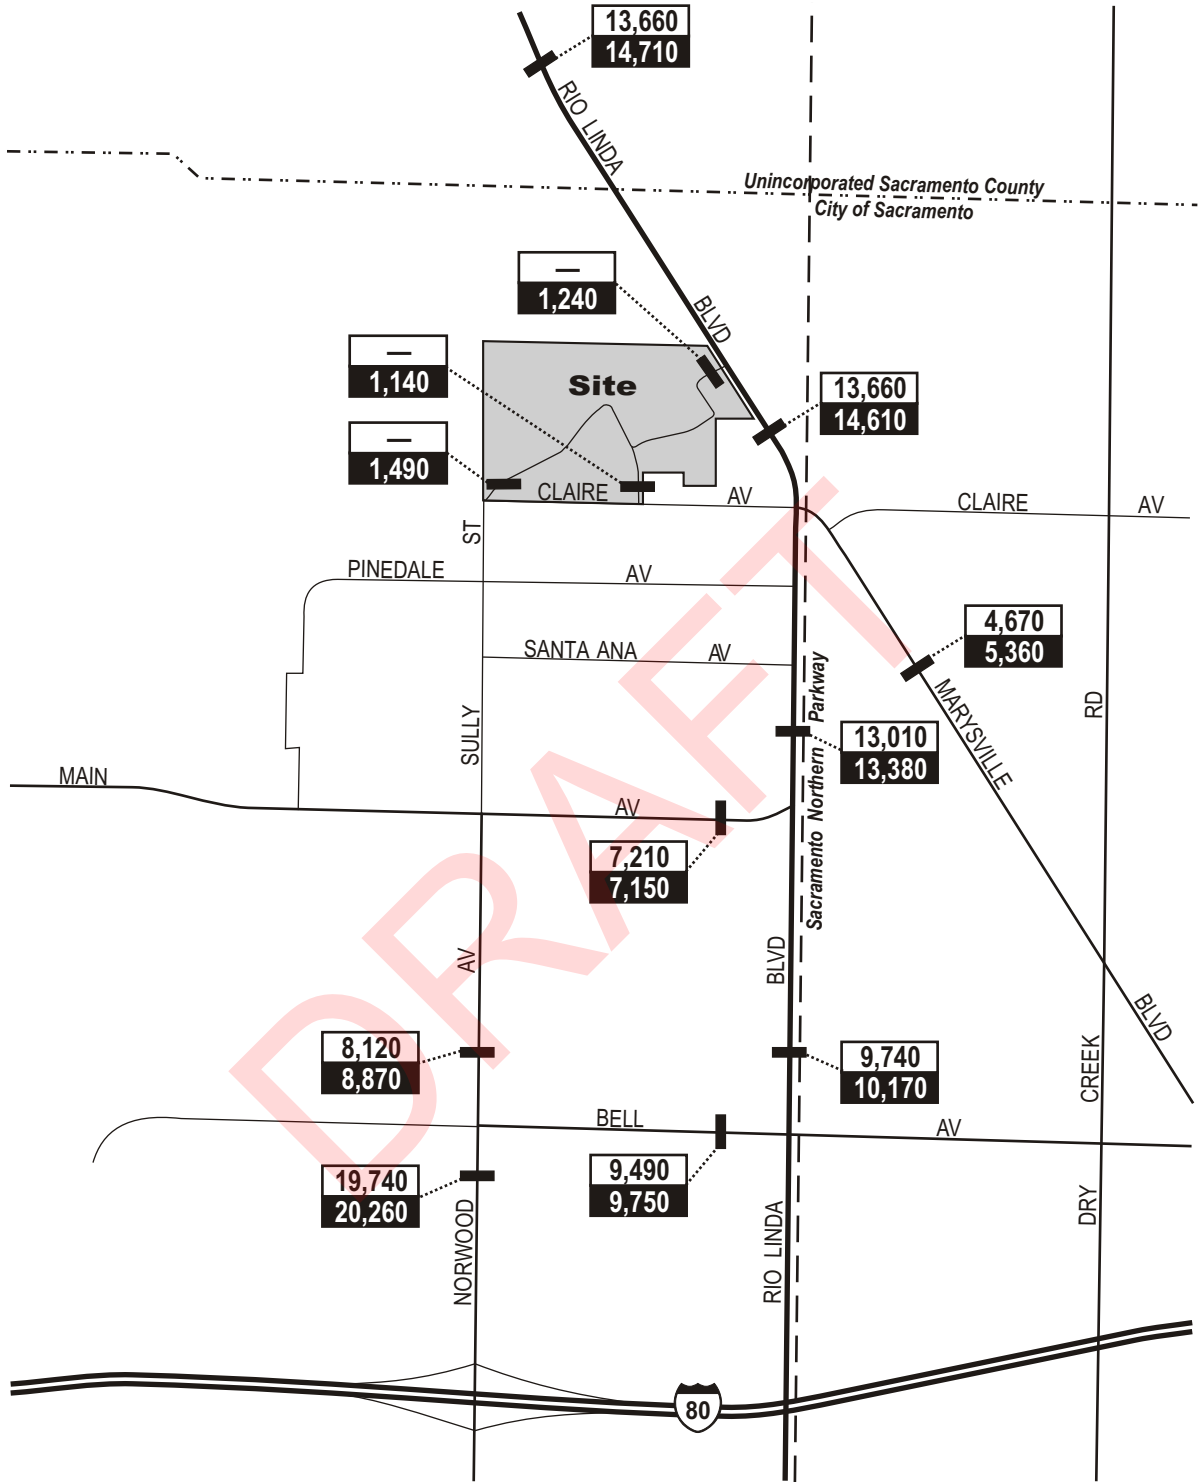 13,660
14,710
RIO LINDA
Unincorporated Sacramento County
City of Sacramento
—
1,240
BLVD
—
1,140
Site
13,660
14,610
—
1,490
CLAIRE
AV
CLAIRE
AV
ST
PINEDALE
AV
4,670
5,360
SANTA ANA
AV
Sacramento Northern Parkway
MARYSVILLE
RD
SULLY
13,010
13,380
MAIN
AV
7,210
7,150
AV
BLVD
BLVD
8,120
8,870
9,740
10,170
CREEK
BELL
AV
19,740
20,260
9,490
9,750
NORWOOD
RIO LINDA
DRY
80
DRAFT